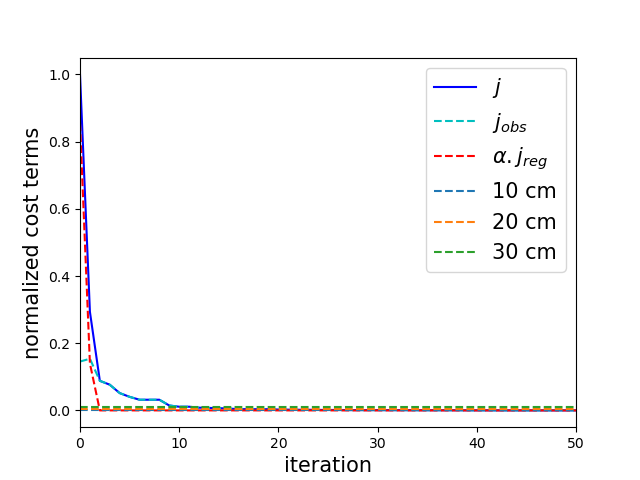 normalized cost terms
1.0
0.8
0.6
0.4
0.2
0.0
0 10 20 30 40 50
iteration
j
j_obs
α.j_reg
10 cm
20 cm
30 cm